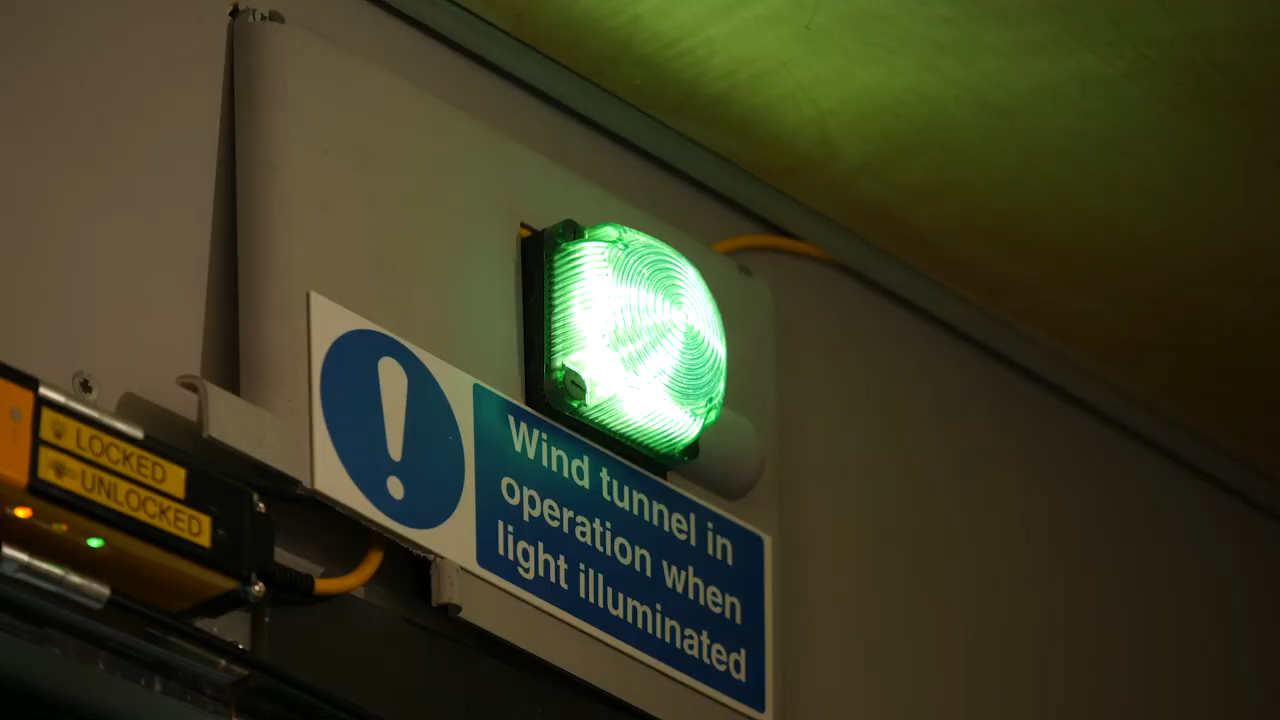 LOCKED
UNLOCKED
Wind tunnel in
operation when
light illuminated